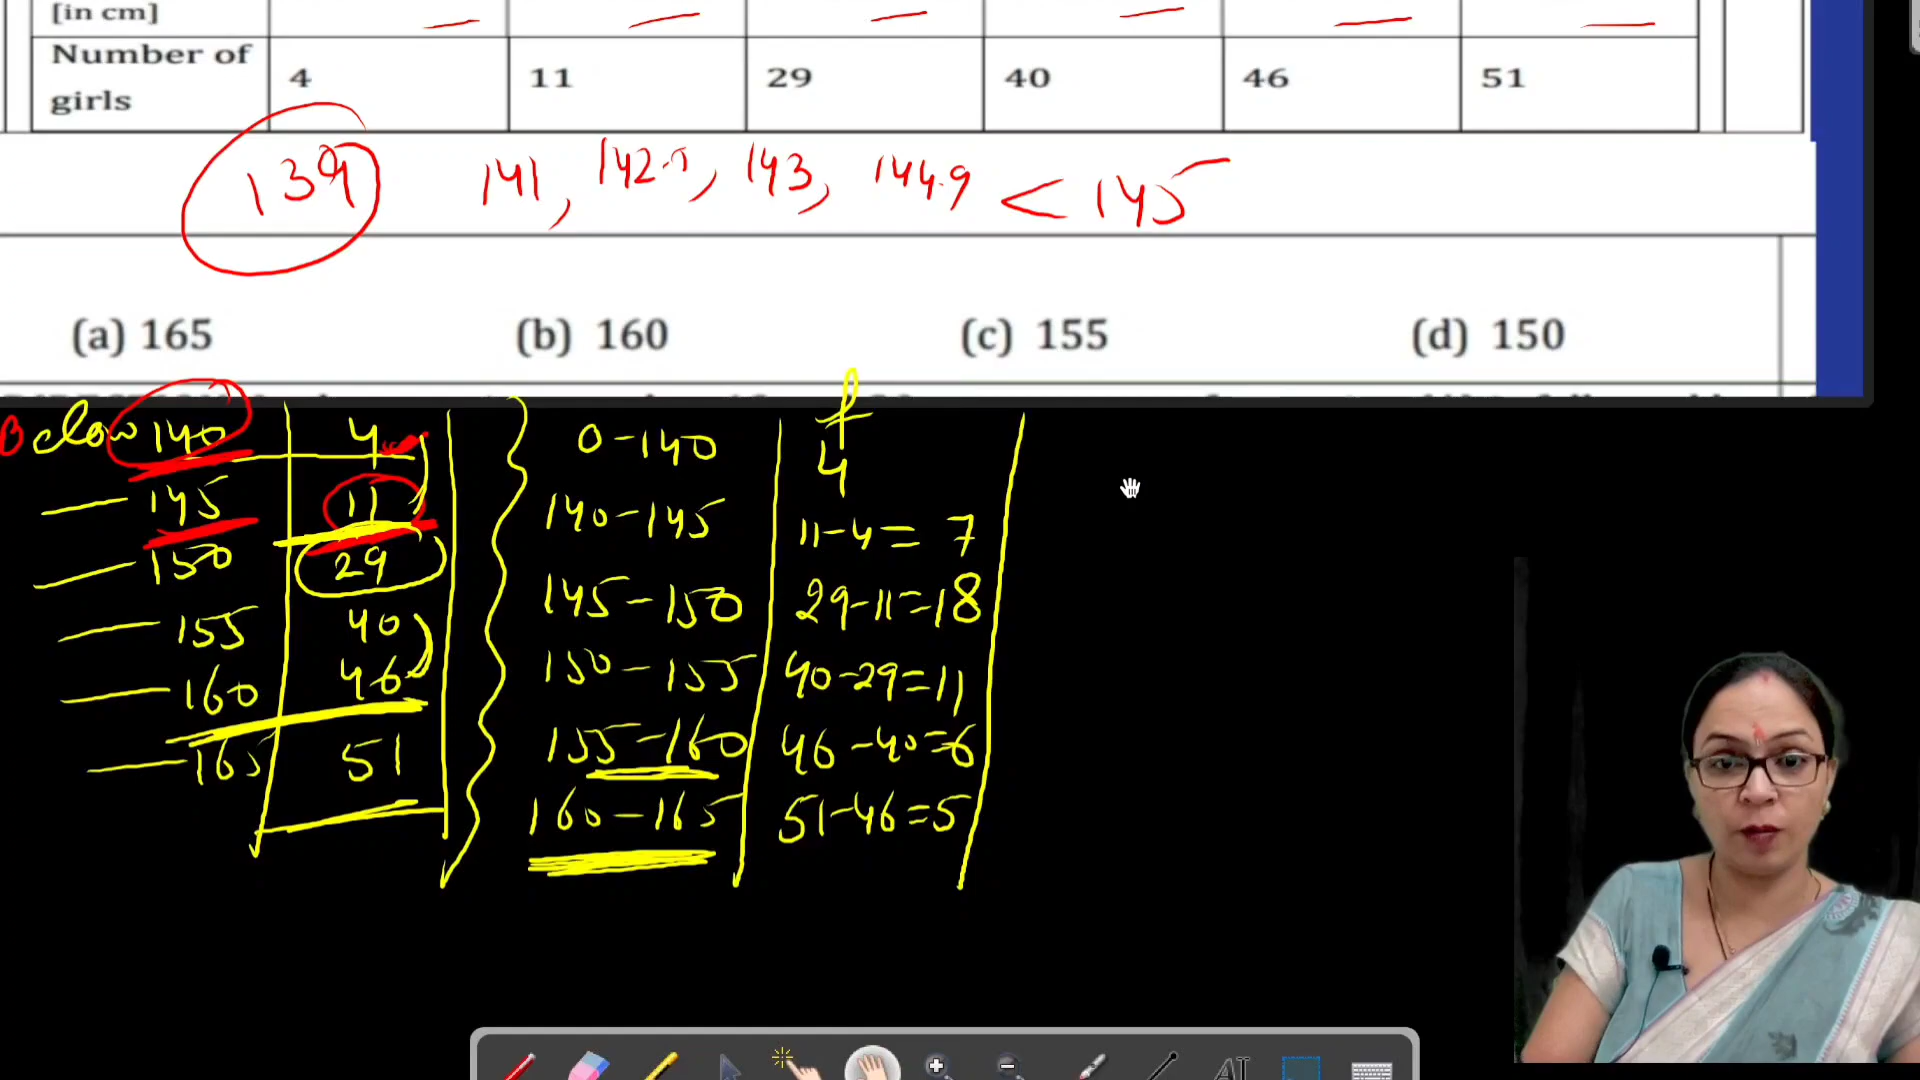 [in cm]
Number of girls 4 11 29 40 46 51
139 141, 142.5, 143, 144.9 < 145
(a) 165 (b) 160 (c) 155 (d) 150
f
Below 140 4 0-140 4
145 11 140-145 11-4= 7
150 29 145-150 29-11=18
155 40 150-155 40-29=11
160 46 155-160 46-40=6
165 51 160-165 51-46=5
AI